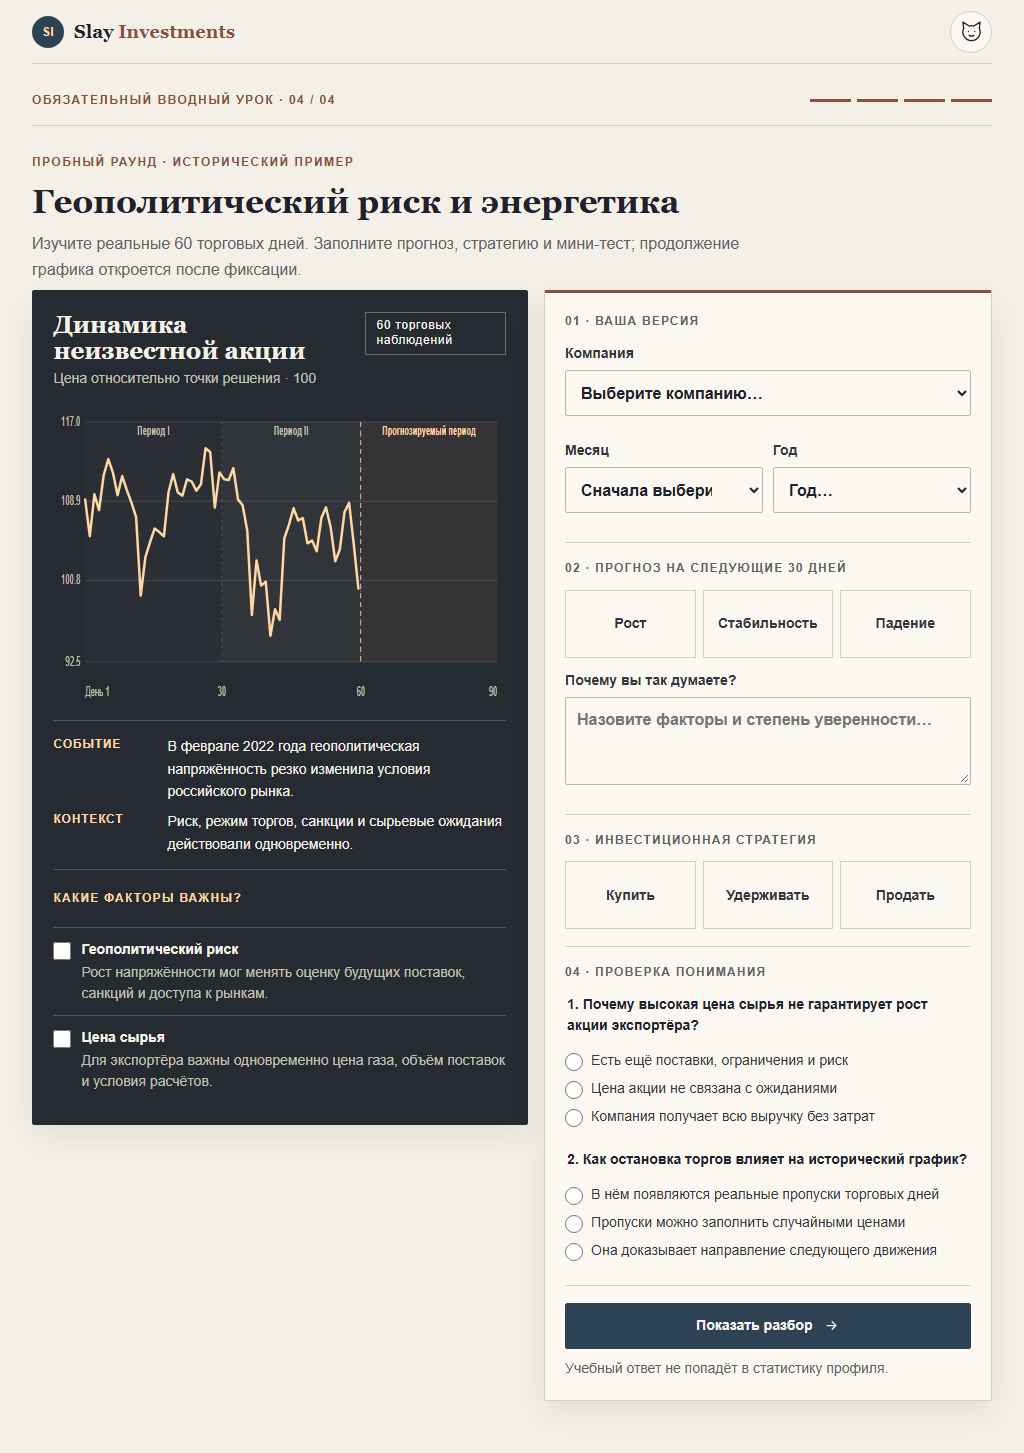 SI
Slay Investments
ОБЯЗАТЕЛЬНЫЙ ВВОДНЫЙ УРОК · 04 / 04
ПРОБНЫЙ РАУНД · ИСТОРИЧЕСКИЙ ПРИМЕР
Геополитический риск и энергетика
Изучите реальные 60 торговых дней. Заполните прогноз, стратегию и мини-тест; продолжение
графика откроется после фиксации.
Динамика
неизвестной акции
60 торговых
наблюдений
Цена относительно точки решения · 100
117.0
108.9
100.8
92.5
Период I
Период II
Прогнозируемый период
День 1
30
60
90
СОБЫТИЕ
В феврале 2022 года геополитическая
напряжённость резко изменила условия
российского рынка.
КОНТЕКСТ
Риск, режим торгов, санкции и сырьевые ожидания
действовали одновременно.
КАКИЕ ФАКТОРЫ ВАЖНЫ?
Геополитический риск
Рост напряжённости мог менять оценку будущих поставок,
санкций и доступа к рынкам.
Цена сырья
Для экспортёра важны одновременно цена газа, объём поставок
и условия расчётов.
01 · ВАША ВЕРСИЯ
Компания
Выберите компанию...
Месяц
Год
Сначала выбери
Год...
02 · ПРОГНОЗ НА СЛЕДУЮЩИЕ 30 ДНЕЙ
Рост
Стабильность
Падение
Почему вы так думаете?
Назовите факторы и степень уверенности...
03 · ИНВЕСТИЦИОННАЯ СТРАТЕГИЯ
Купить
Удерживать
Продать
04 · ПРОВЕРКА ПОНИМАНИЯ
1. Почему высокая цена сырья не гарантирует рост
акции экспортёра?
Есть ещё поставки, ограничения и риск
Цена акции не связана с ожиданиями
Компания получает всю выручку без затрат
2. Как остановка торгов влияет на исторический график?
В нём появляются реальные пропуски торговых дней
Пропуски можно заполнить случайными ценами
Она доказывает направление следующего движения
Показать разбор →
Учебный ответ не попадёт в статистику профиля.